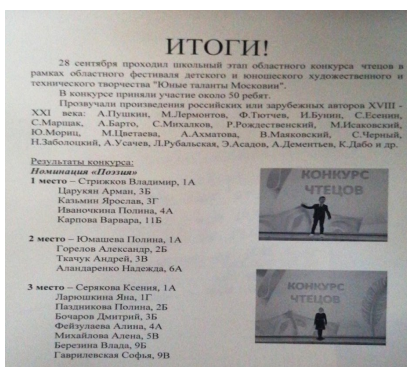 ИТОГИ!
28 сентября проходил школьный этап областного конкурса чтецов в
рамках областного фестиваля детского и юношеского художественного и
технического творчества "Юные таланты Московии".
В конкурсе приняли участие около 50 ребят.
Прозвучали произведения российских или зарубежных авторов XVIII -
XXI века: А.Пушкин, М.Лермонтов, Ф.Тютчев, И.Бунин, С.Есенин,
С.Маршак, А.Барто, С.Михалков, Р.Рождественский, М.Исаковский,
Ю.Мориц, М.Цветаева, А.Ахматова, В.Маяковский, С.Черный,
Н.Заболоцкий, А.Усачев, Л.Рубальская, Э.Асадов, А.Дементьев, К.Дабо и др.
Результаты конкурса:
Номинация «Поэзия»
1 место – Стрижков Владимир, 1А
Царукян Арман, 3Б
Казьмин Ярослав, 3Г
Иваночкина Полина, 4А
Карпова Варвара, 11Б
КОНКУРС
ЧТЕЦОВ
2 место – Юмашева Полина, 1А
Горелов Александр, 2Б
Ткачук Андрей, 3В
Аландаренко Надежда, 6А
3 место – Серякова Ксения, 1А
Ларюшкина Яна, 1Г
Паздникова Полина, 2Б
Бочаров Дмитрий, 3Б
Фейзулаева Алина, 4А
Михайлова Алена, 5В
Березина Влада, 9Б
Гаврилевская Софья, 9В
КОНКУРС
ЧТЕЦОВ